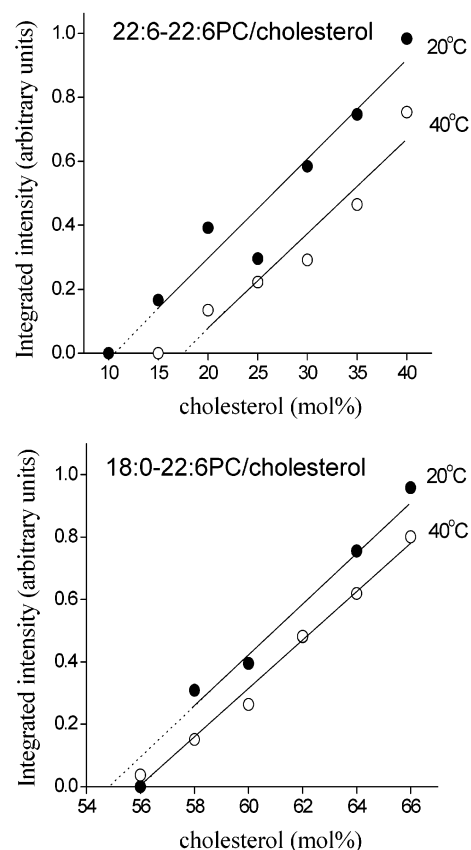 22:6-22:6PC/cholesterol
20°C
40°C
Integrated intensity (arbitrary units)
1.0
0.8
0.6
0.4
0.2
0.0
10 15 20 25 30 35 40
cholesterol (mol%)
18:0-22:6PC/cholesterol
20°C
40°C
Integrated intensity (arbitrary units)
1.0
0.8
0.6
0.4
0.2
0.0
54 56 58 60 62 64 66
cholesterol (mol%)